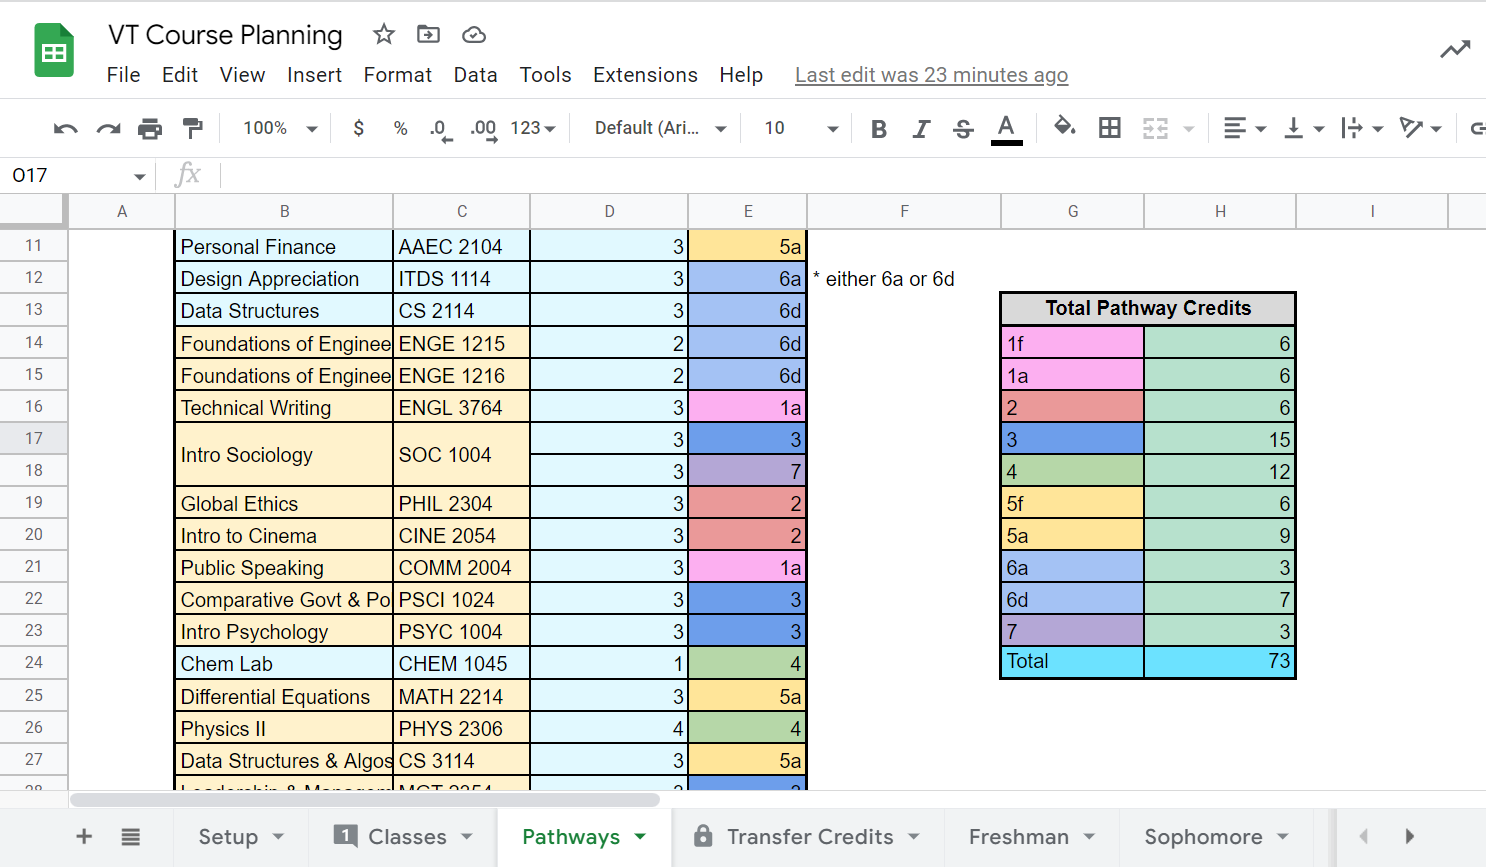 VT Course Planning
File Edit View Insert Format Data Tools Extensions Help Last edit was 23 minutes ago
100% $ % .0 .00 123 Default (Ari... 10 B I S A
O17 fx
A B C D E F G H I
11 Personal Finance AAEC 2104 3 5a
12 Design Appreciation ITDS 1114 3 6a * either 6a or 6d
13 Data Structures CS 2114 3 6d Total Pathway Credits
14 Foundations of Enginee ENGE 1215 2 6d 1f 6
15 Foundations of Enginee ENGE 1216 2 6d 1a 6
16 Technical Writing ENGL 3764 3 1a 2 6
17 3 3 3 15
Intro Sociology SOC 1004
18 3 7 4 12
19 Global Ethics PHIL 2304 3 2 5f 6
20 Intro to Cinema CINE 2054 3 2 5a 9
21 Public Speaking COMM 2004 3 1a 6a 3
22 Comparative Govt & Po PSCI 1024 3 3 6d 7
23 Intro Psychology PSYC 1004 3 3 7 3
24 Chem Lab CHEM 1045 1 4 Total 73
25 Differential Equations MATH 2214 3 5a
26 Physics II PHYS 2306 4 4
27 Data Structures & Algos CS 3114 3 5a
+ Setup 1 Classes Pathways Transfer Credits Freshman Sophomore